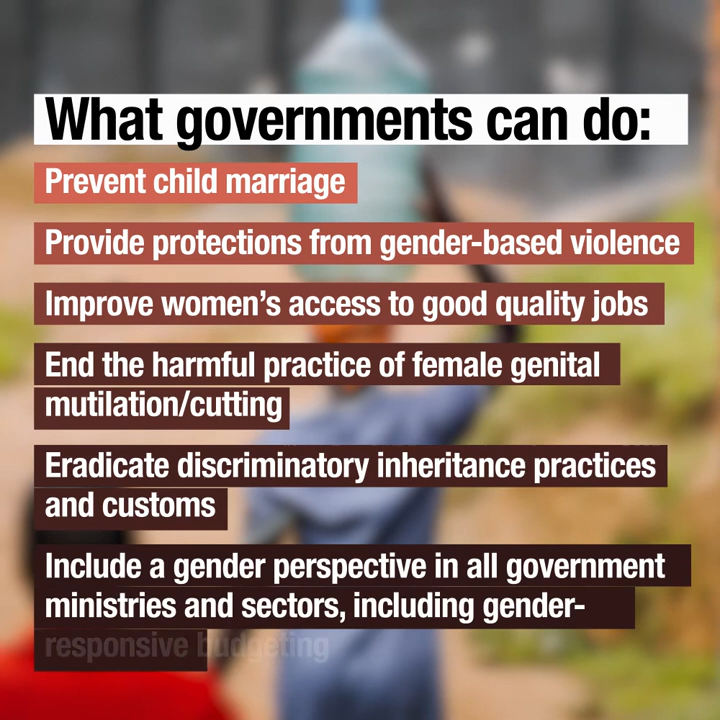 What governments can do:
Prevent child marriage
Provide protections from gender-based violence
Improve women's access to good quality jobs
End the harmful practice of female genital
mutilation/cutting
Eradicate discriminatory inheritance practices
and customs
Include a gender perspective in all government
ministries and sectors, including gender-
responsive budgeting